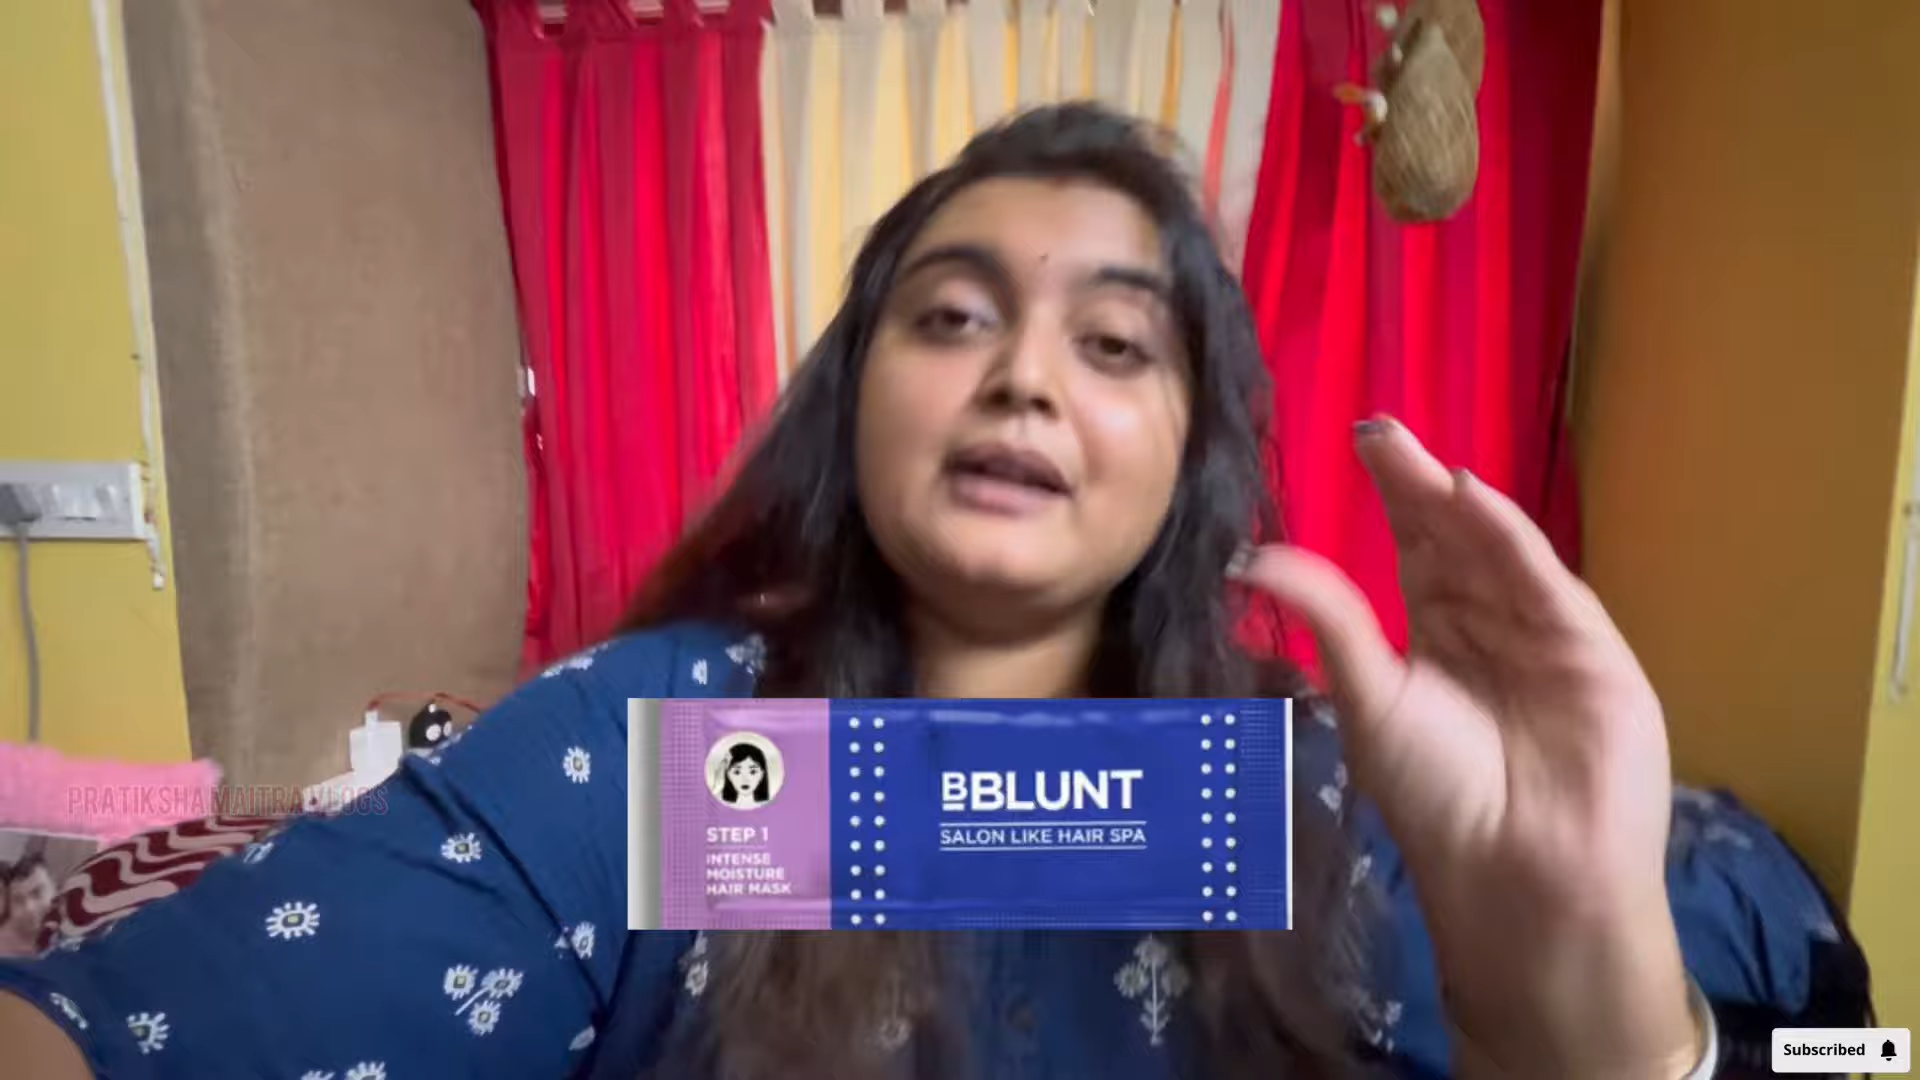 PRATIKSHA MAITRA VLOGS
STEP 1
INTENSE
MOISTURE
HAIR MASK
BBLUNT
SALON LIKE HAIR SPA
Subscribed